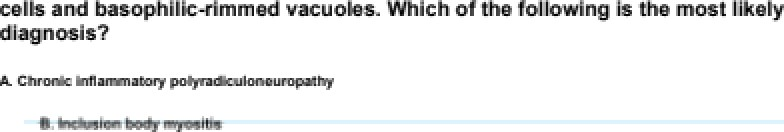 cells and basophilic-rimmed vacuoles. Which of the following is the most likely
diagnosis?
A. Chronic inflammatory polyradiculoneuropathy
B. Inclusion body myositis